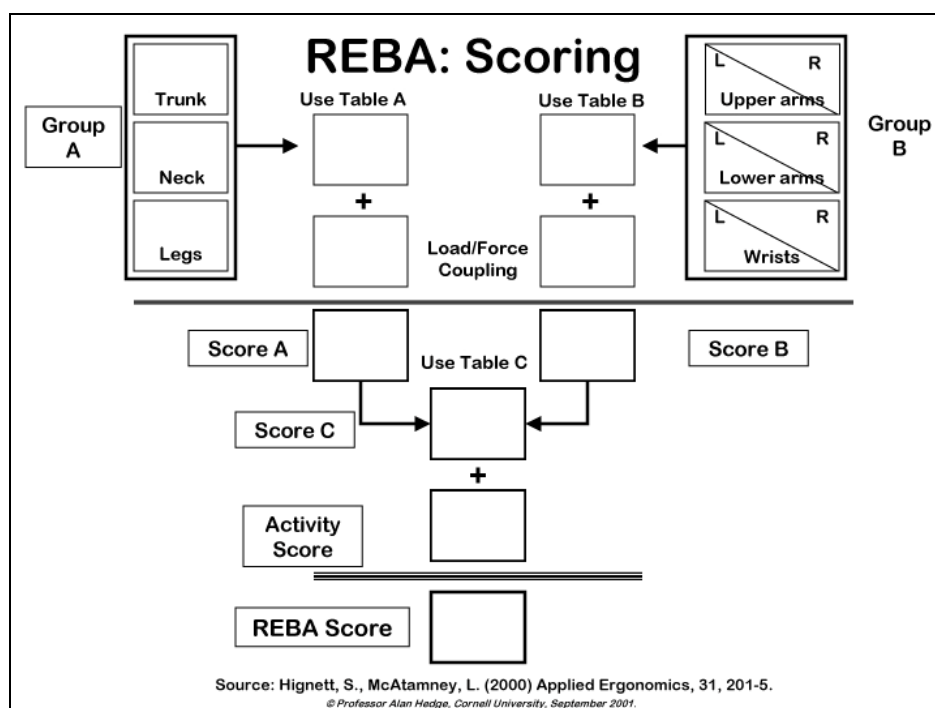 REBA: Scoring
Group
A
Trunk
Neck
Legs
Use Table A
+
Use Table B
+
Load/Force
Coupling
L R
Upper arms
L R
Lower arms
L R
Wrists
Group
B
Score A
Use Table C
Score B
Score C
+
Activity
Score
REBA Score
Source: Hignett, S., McAtamney, L. (2000) Applied Ergonomics, 31, 201-5.
© Professor Alan Hedge, Cornell University, September 2001.